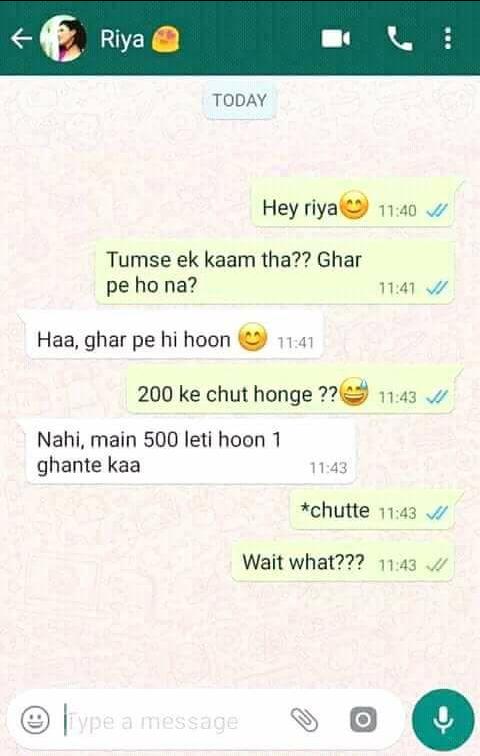 Riya 😍
TODAY
Hey riya😊 11:40
Tumse ek kaam tha?? Ghar
pe ho na? 11:41
Haa, ghar pe hi hoon 😊 11:41
200 ke chut honge ??😅 11:43
Nahi, main 500 leti hoon 1
ghante kaa 11:43
*chutte 11:43
Wait what??? 11:43
Type a message